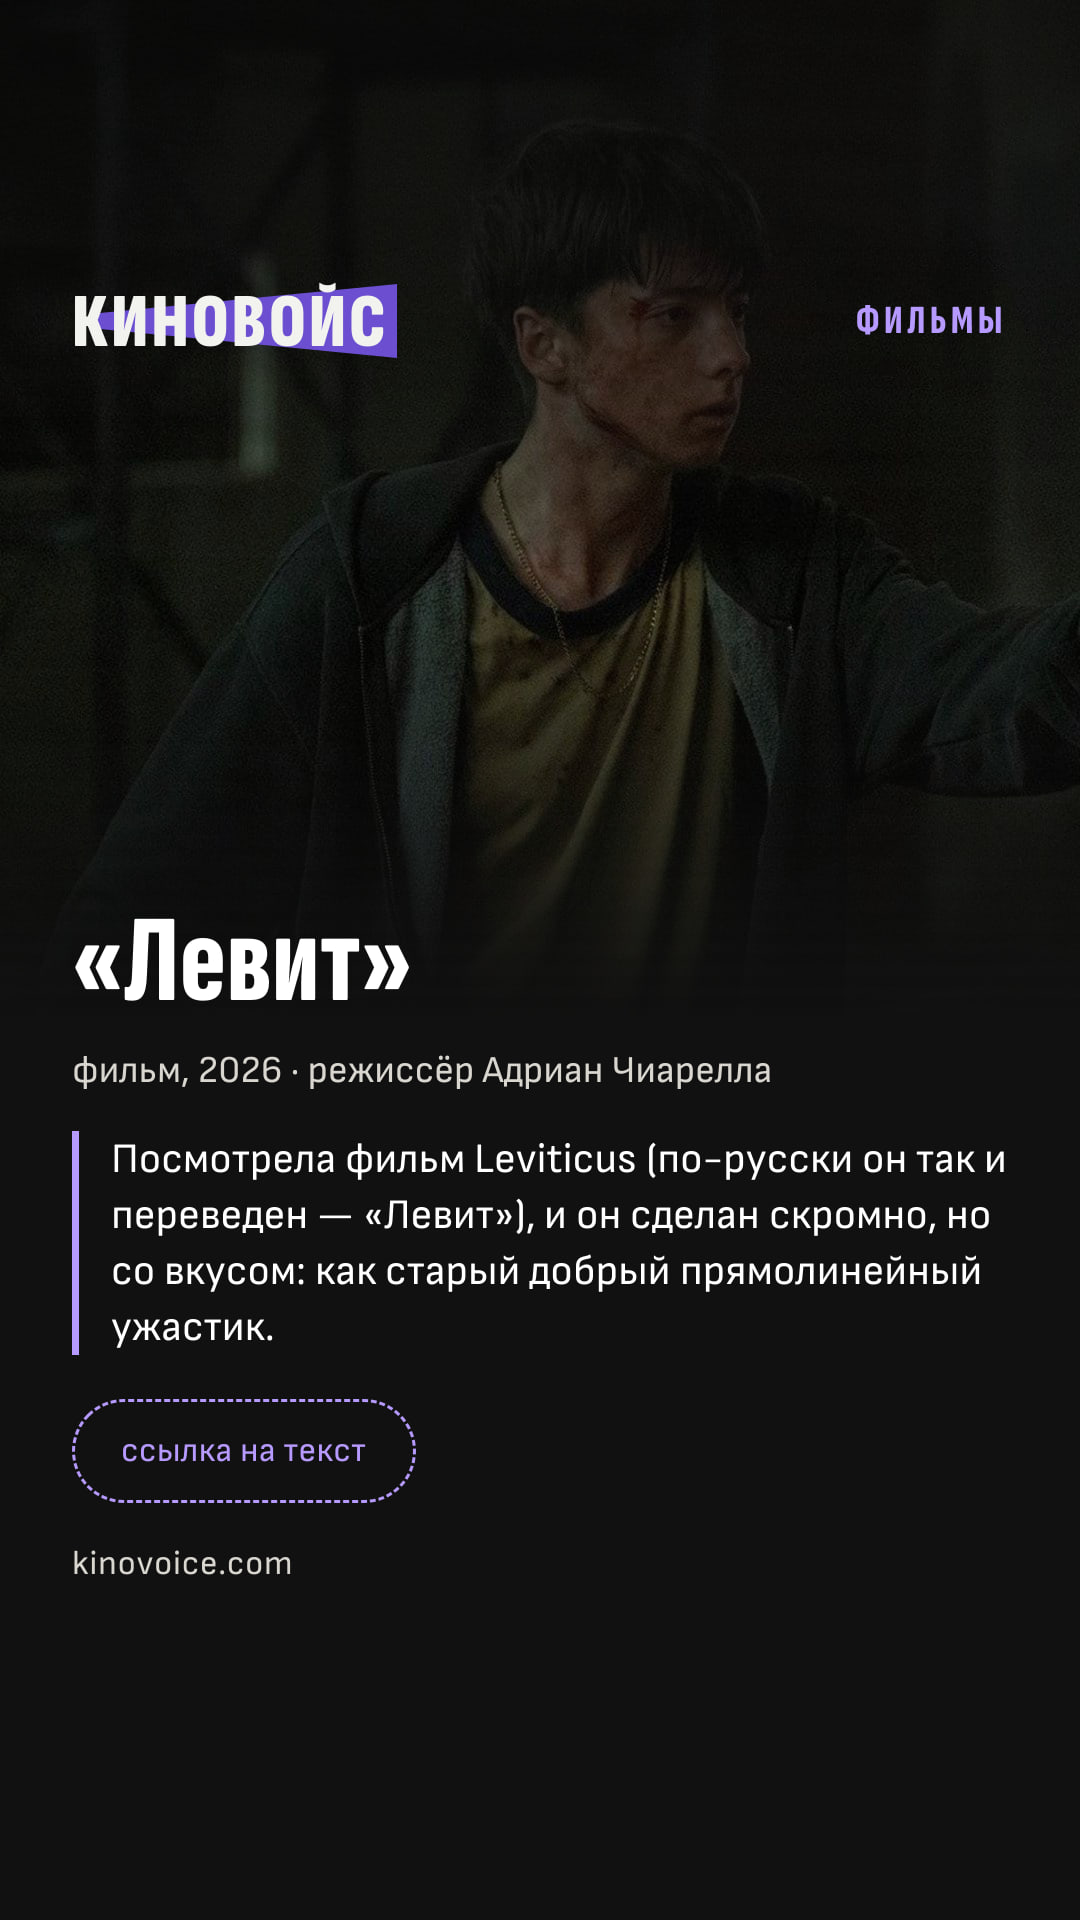 КИНОВОЙС
ФИЛЬМЫ
«Левит»
фильм, 2026 · режиссёр Адриан Чиарелла
Посмотрела фильм Leviticus (по-русски он так и
переведен — «Левит»), и он сделан скромно, но
со вкусом: как старый добрый прямолинейный
ужастик.
ссылка на текст
kinovoice.com